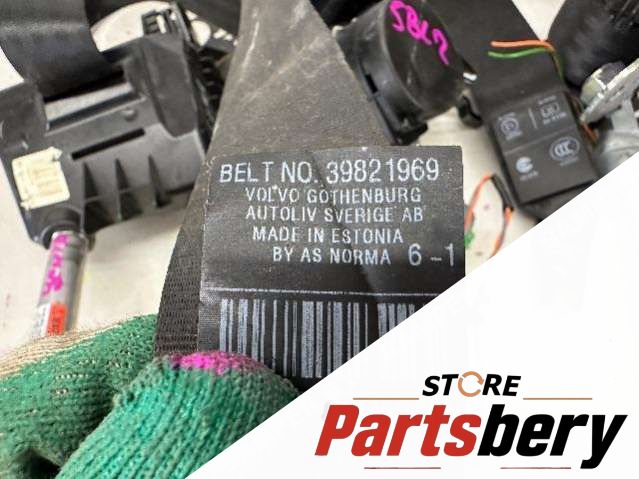 SBL2
BELT NO. 39821969
VOLVO GOTHENBURG
AUTOLIV SVERIGE AB
MADE IN ESTONIA
BY AS NORMA 6-1
CCC
STORE
Partsbery